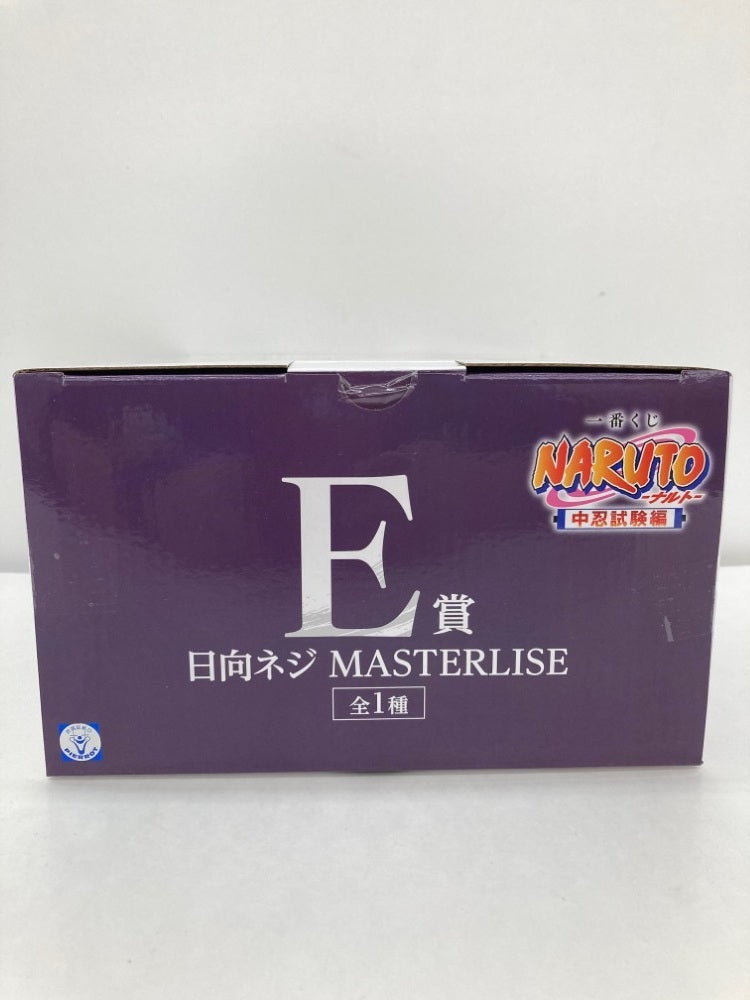 一番くじ
NARUTO
-ナルト-
中忍試験編
E賞
日向ネジ MASTERLISE
全1種
PIERROT